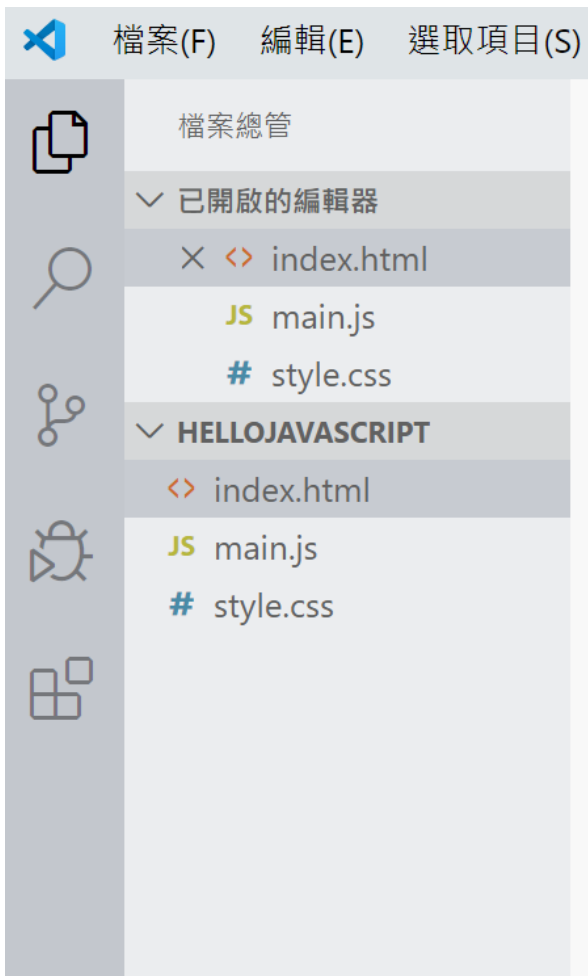 檔案(F) 編輯(E) 選取項目(S)
檔案總管
已開啟的編輯器
index.html
JS main.js
# style.css
HELLOJAVASCRIPT
index.html
JS main.js
# style.css